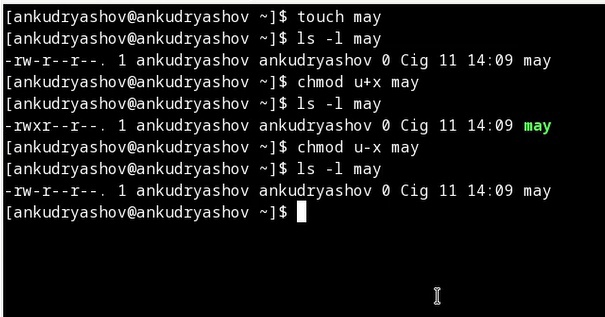 [ankudryashov@ankudryashov ~]$ touch may
[ankudryashov@ankudryashov ~]$ ls -l may
-rw-r--r--. 1 ankudryashov ankudryashov 0 Cig 11 14:09 may
[ankudryashov@ankudryashov ~]$ chmod u+x may
[ankudryashov@ankudryashov ~]$ ls -l may
-rwxr--r--. 1 ankudryashov ankudryashov 0 Cig 11 14:09 may
[ankudryashov@ankudryashov ~]$ chmod u-x may
[ankudryashov@ankudryashov ~]$ ls -l may
-rw-r--r--. 1 ankudryashov ankudryashov 0 Cig 11 14:09 may
[ankudryashov@ankudryashov ~]$